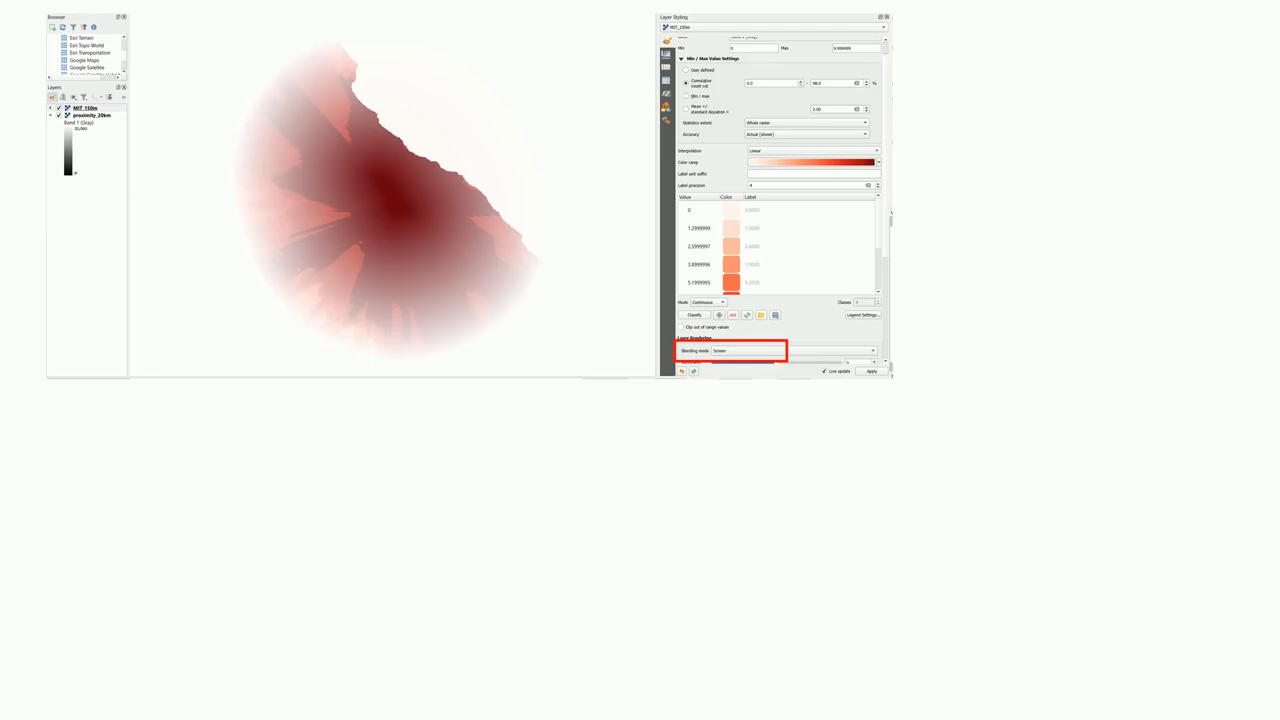 Browser
Esri Terrain
Esri Topo World
Esri Transportation
Google Maps
Google Satellite
Layers
MIT_150m
proximity_20km
Band 1 (Gray)
0
Layer Styling
MIT_150m
Min 0 Max 9.999999
Min / Max Value Settings
User defined
Cumulative count cut 0.0 - 98.0 %
Min / max
Mean +/- standard deviation × 2.00
Statistics extent Whole raster
Accuracy Actual (slower)
Interpolation Linear
Color ramp
Label unit suffix
Label precision 4
Value Color Label
0 0.0000
1.2999999 1.3000
2.5999997 2.6000
3.8999996 3.9000
5.1999995 5.2000
Mode Continuous Classes
Classify Legend Settings...
Clip out of range values
Layer Rendering
Blending mode Screen
Live update Apply